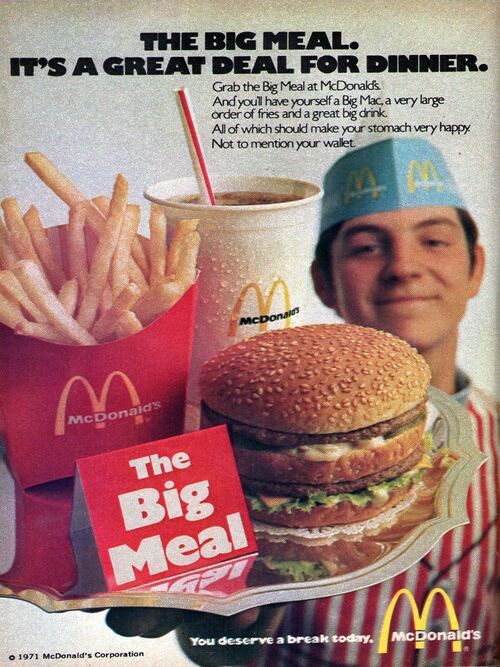 THE BIG MEAL.
IT'S A GREAT DEAL FOR DINNER.
Grab the Big Meal at McDonald's.
And you'll have yourself a Big Mac, a very large
order of fries and a great big drink.
All of which should make your stomach very happy.
Not to mention your wallet.
McDonald's
McDonald's
The
Big
Meal
You deserve a break today.
McDonald's
®
© 1971 McDonald's Corporation